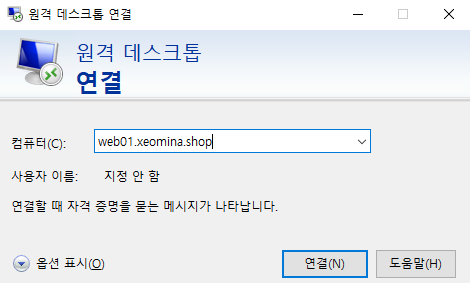 원격 데스크톱 연결
원격 데스크톱
연결
컴퓨터(C): web01.xeomina.shop
사용자 이름: 지정 안 함
연결할 때 자격 증명을 묻는 메시지가 나타납니다.
옵션 표시(O) 연결(N) 도움말(H)